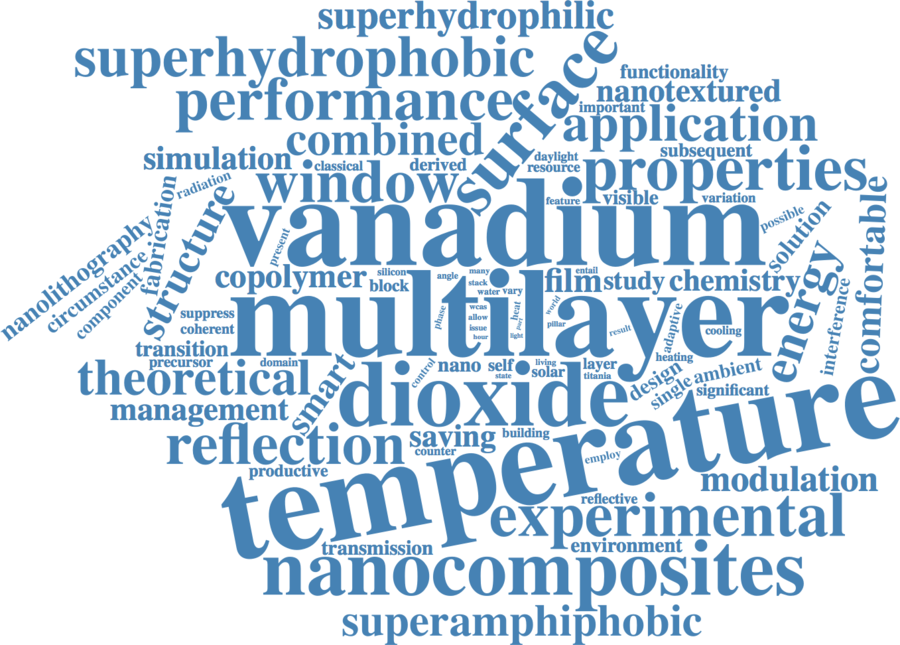 superhydrophilic
superhydrophobic
surface
functionality
nanotextured
performance
important
application
combined
subsequent
simulation
classical
derived
daylight
resource
properties
radiation
window
feature
visible
variation
comfortable
fabrication
structure
vanadium
possible
solution
nanolithography
circumstance
component
present
copolymer
silicon
block
angle
many
stack
water
vary
film
entail
study
chemistry
energy
interference
multilayer
suppress
coherent
phase
wcas
allow
issue
hour
heat
part
light
world
pillar
result
adaptive
cooling
transition
precursor
domain
smart
control
nano
self
state
living
solar
layer
titania
heating
design
single
ambient
significant
theoretical
management
dioxide
temperature
reflection
saving
counter
building
employ
productive
modulation
reflective
experimental
transmission
environment
nanocomposites
superamphiphobic